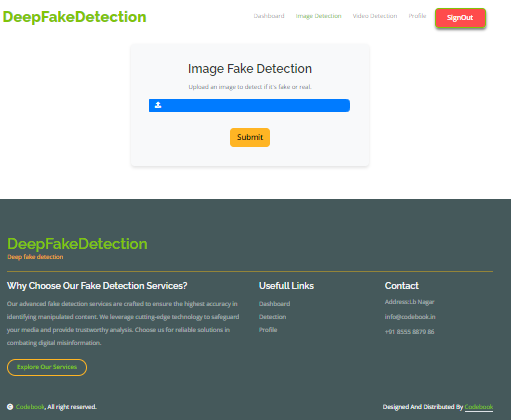 DeepFakeDetection
Dashboard Image Detection Video Detection Profile SignOut
Image Fake Detection
Upload an image to detect if it's fake or real.
Submit
DeepFakeDetection
Deep fake detection
Why Choose Our Fake Detection Services?
Our advanced fake detection services are crafted to ensure the highest accuracy in
identifying manipulated content. We leverage cutting-edge technology to safeguard
your media and provide trustworthy analysis. Choose us for reliable solutions in
combating digital misinformation.
Explore Our Services
Usefull Links
Dashboard
Detection
Profile
Contact
Address:Lb Nagar
info@codebook.in
+91 8555 8879 86
© Codebook, All right reserved.
Designed And Distributed By Codebook